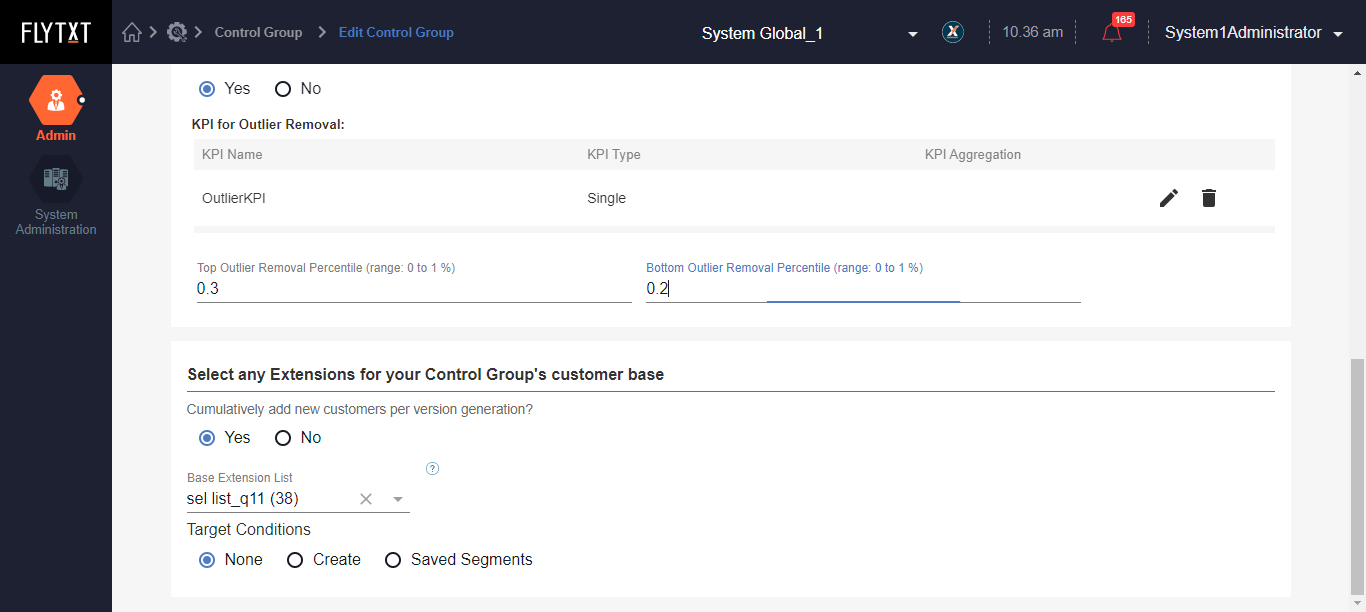 FLYTXT
Control Group
Edit Control Group
System Global_1
X
10.36 am
165
System1Administrator
Admin
System
Administration
Yes
No
KPI for Outlier Removal:
KPI Name
KPI Type
KPI Aggregation
OutlierKPI
Single
Top Outlier Removal Percentile (range: 0 to 1 %)
Bottom Outlier Removal Percentile (range: 0 to 1 %)
0.3
0.2
Select any Extensions for your Control Group's customer base
Cumulatively add new customers per version generation?
Yes
No
?
Base Extension List
sel list_q11 (38)
Target Conditions
None
Create
Saved Segments